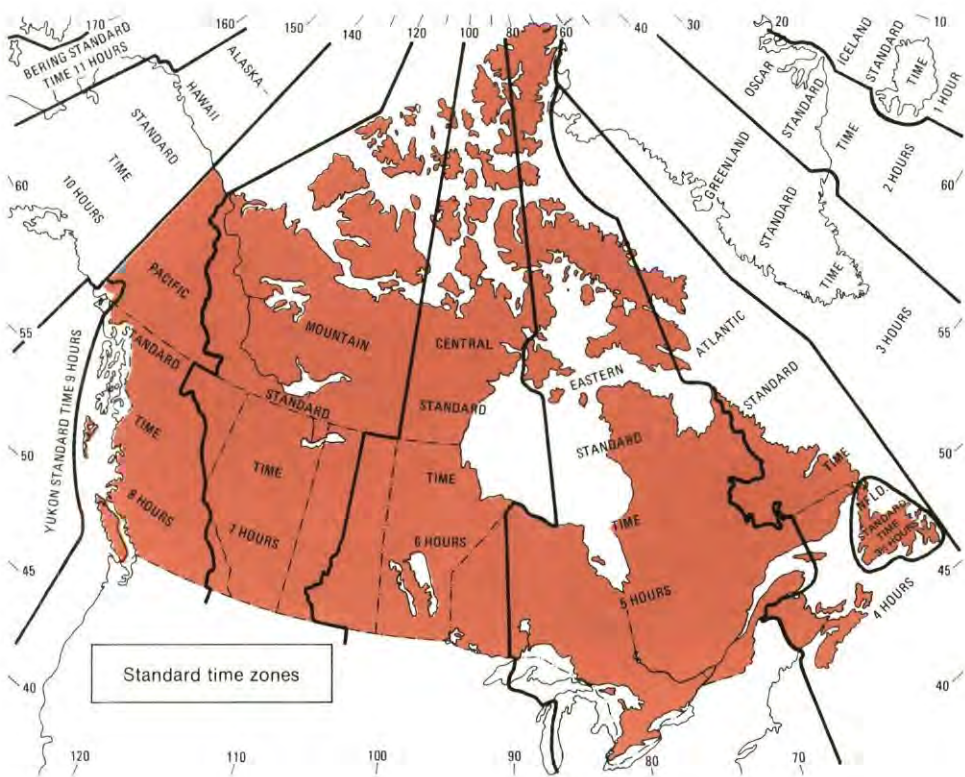 170
160
150
140
120
100
80
60
40
30
20
10
BERING STANDARD
TIME 11 HOURS
ALASKA –
HAWAII
STANDARD
TIME
10 HOURS
OSCAR
ICELAND
STANDARD
TIME
1 HOUR
STANDARD
TIME
2 HOURS
GREENLAND
STANDARD
TIME
3 HOURS
60
60
PACIFIC
STANDARD
TIME
8 HOURS
MOUNTAIN
STANDARD
TIME
7 HOURS
CENTRAL
STANDARD
TIME
6 HOURS
EASTERN
STANDARD
TIME
5 HOURS
ATLANTIC
STANDARD
TIME
4 HOURS
NFLD.
STANDARD
TIME
3½ HOURS
YUKON STANDARD TIME 9 HOURS
55
55
50
50
45
45
40
40
Standard time zones
120
110
100
90
80
70